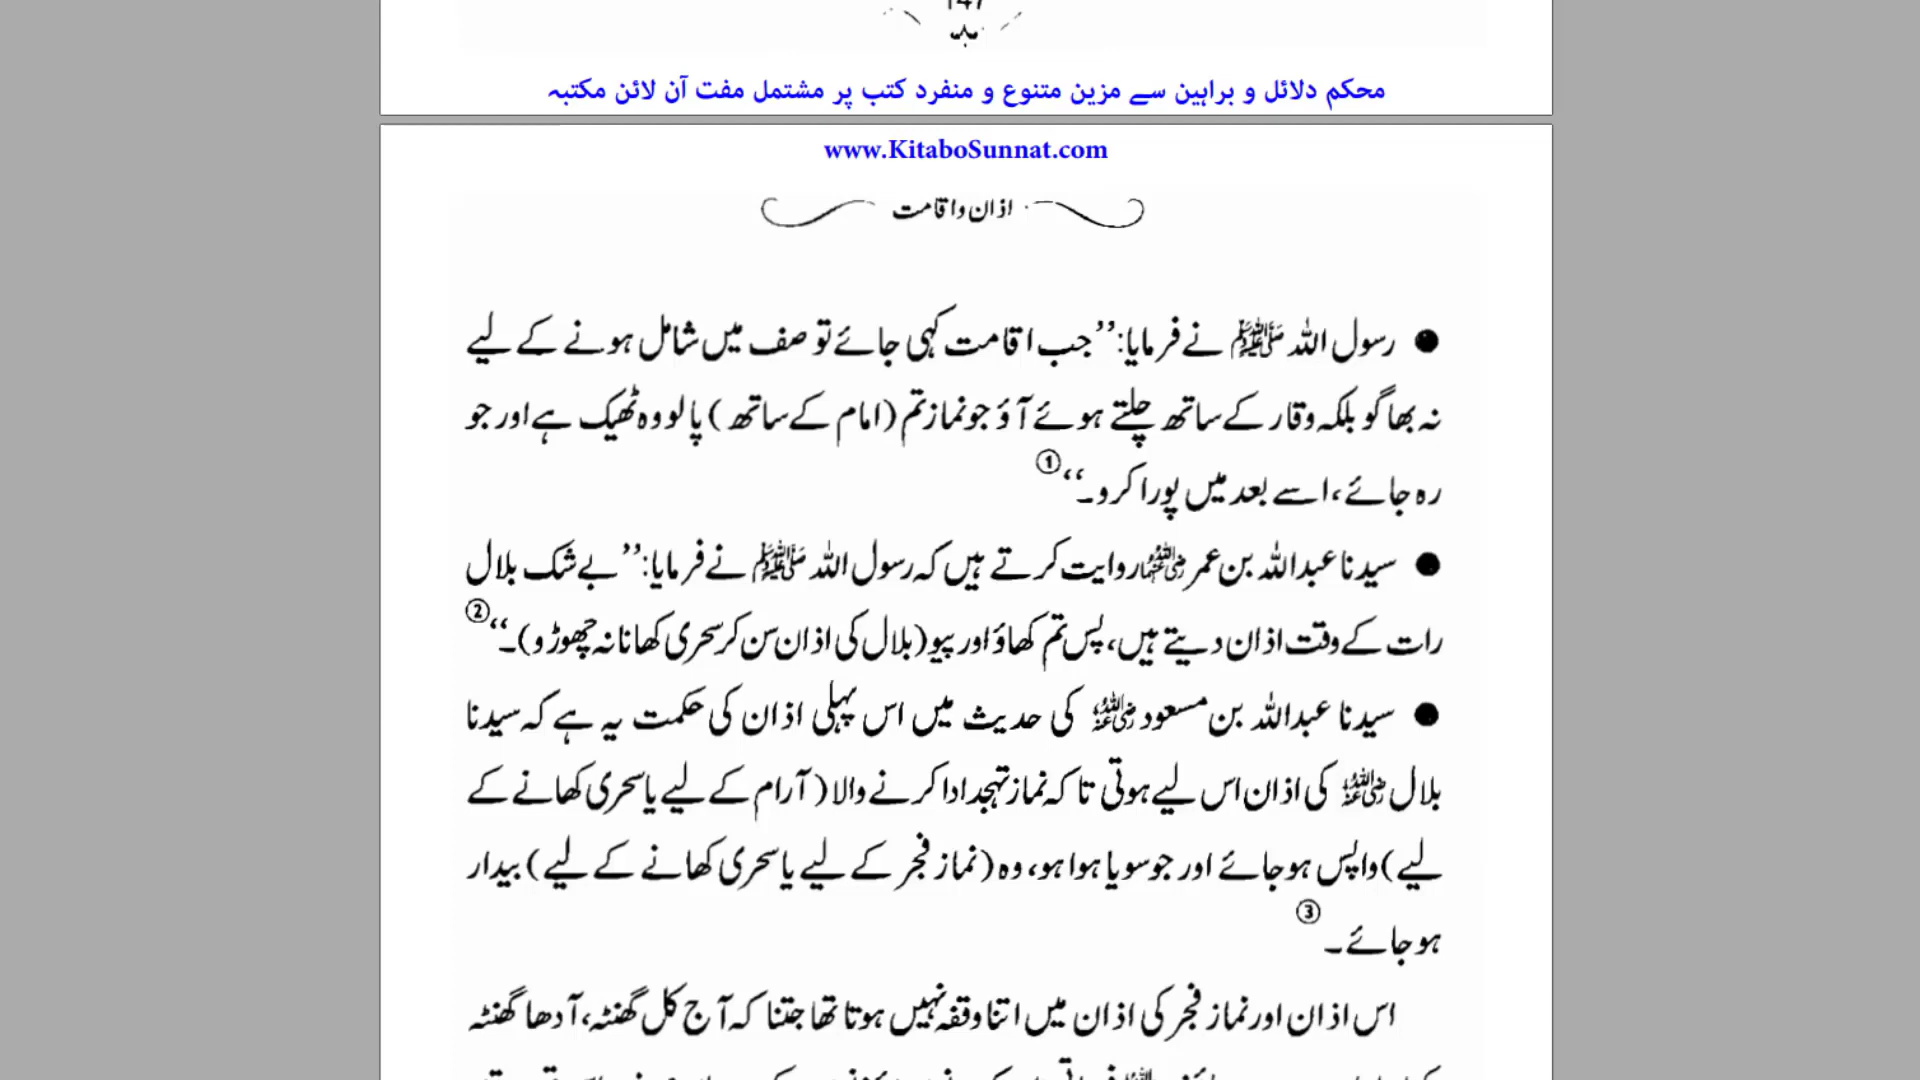 147
محکم دلائل و براہین سے مزین متنوع و منفرد کتب پر مشتمل مفت آن لائن مکتبہ
www.KitaboSunnat.com
اذان و اقامت
● رسول اللہ ﷺ نے فرمایا: ’’جب اقامت کہی جائے تو صف میں شامل ہونے کے لیے
نہ بھاگو بلکہ وقار کے ساتھ چلتے ہوئے آؤ جو نماز تم (امام کے ساتھ) پالو وہ ٹھیک ہے اور جو
رہ جائے، اسے بعد میں پورا کرو۔‘‘ ①
● سیدنا عبداللہ بن عمر رضی اللہ عنہما روایت کرتے ہیں کہ رسول اللہ ﷺ نے فرمایا: ’’بے شک بلال
رات کے وقت اذان دیتے ہیں، پس تم کھاؤ اور پیو (بلال کی اذان سن کر سحری کھانا نہ چھوڑو)۔‘‘ ②
● سیدنا عبداللہ بن مسعود رضی اللہ عنہ کی حدیث میں اس پہلی اذان کی حکمت یہ ہے کہ سیدنا
بلال رضی اللہ عنہ کی اذان اس لیے ہوتی تا کہ نماز تہجد ادا کرنے والا (آرام کے لیے یا سحری کھانے کے
لیے) واپس ہو جائے اور جو سویا ہوا ہو، وہ (نماز فجر کے لیے یا سحری کھانے کے لیے) بیدار
ہو جائے۔ ③
اس اذان اور نماز فجر کی اذان میں اتنا وقفہ نہیں ہوتا تھا جتنا کہ آج کل گھنٹہ، آدھا گھنٹہ